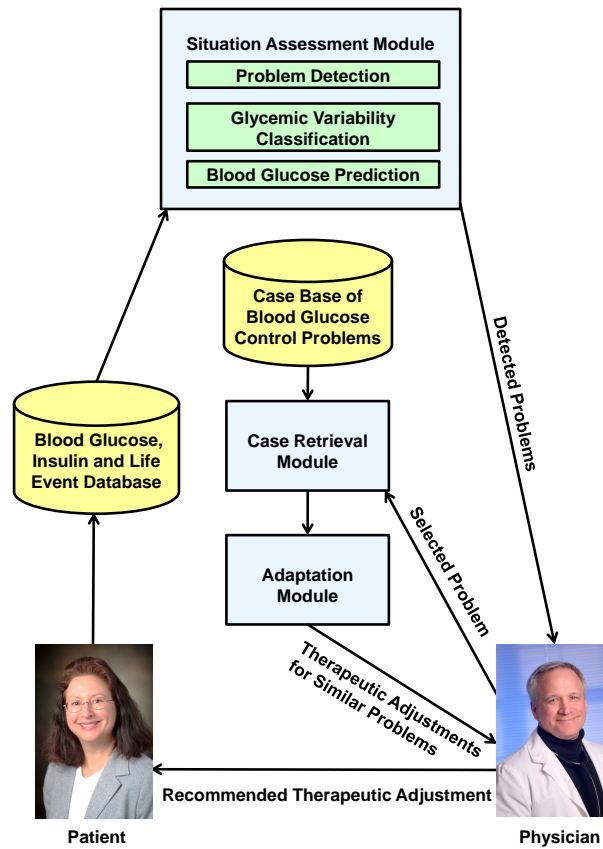 Situation Assessment Module
Problem Detection
Glycemic Variability
Classification
Blood Glucose Prediction
Case Base of
Blood Glucose
Control Problems
Detected Problems
Blood Glucose,
Insulin and Life
Event Database
Case Retrieval
Module
Selected Problem
Adaptation
Module
Therapeutic Adjustments
for Similar Problems
Recommended Therapeutic Adjustment
Patient
Physician